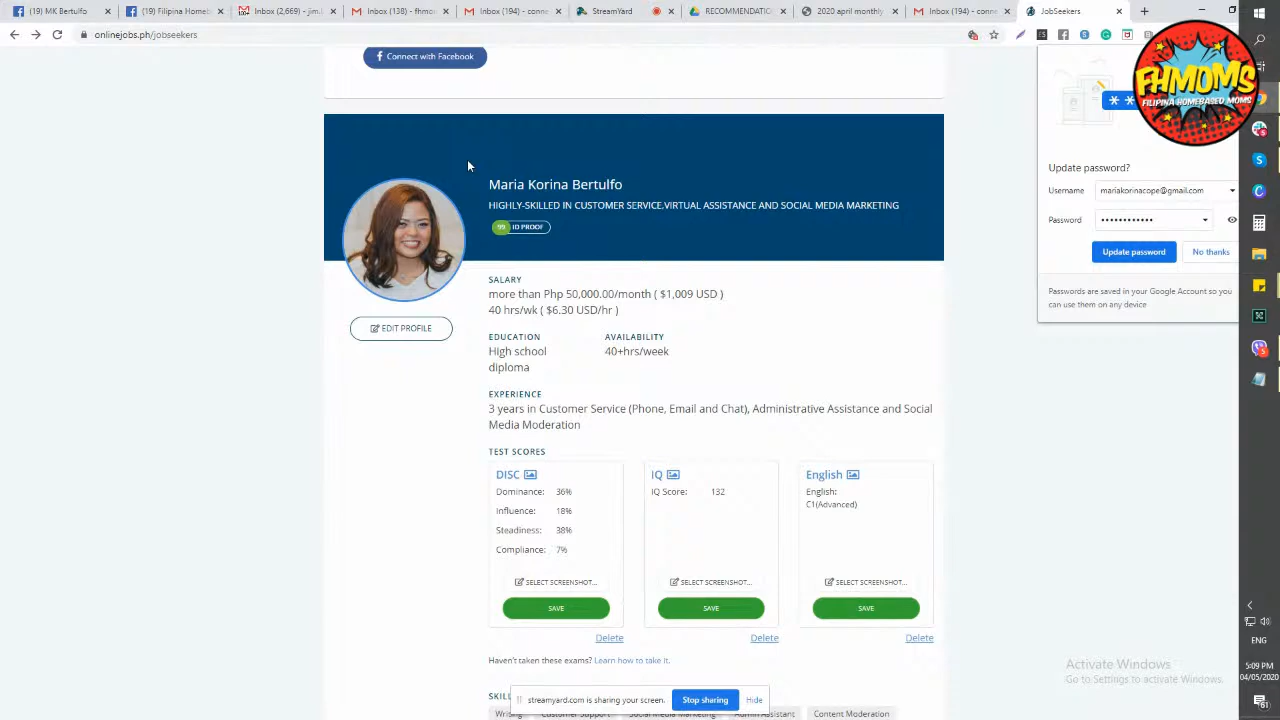 (19) MK Bertulfo
(19) Filipina Homeb
Inbox (2,669) - jiml
Inbox (138) - fhmo
Inbox (194) -
StreamYard
RECOMMENDATION
2020 april monthly
Inbox (194) - co
JobSeekers
onlinejobs.ph/jobseekers
Connect with Facebook
FHMOMS
FILIPINA HOMEBASED MOMS
Update password?
Username mariakorinacope@gmail.com
Password ••••••••••••
Update password
No thanks
Passwords are saved in your Google Account so you
can use them on any device
Maria Korina Bertulfo
HIGHLY-SKILLED IN CUSTOMER SERVICE,VIRTUAL ASSISTANCE AND SOCIAL MEDIA MARKETING
99 ID PROOF
EDIT PROFILE
SALARY
more than Php 50,000.00/month ( $1,009 USD )
40 hrs/wk ( $6.30 USD/hr )
EDUCATION AVAILABILITY
High school 40+hrs/week
diploma
EXPERIENCE
3 years in Customer Service (Phone, Email and Chat), Administrative Assistance and Social
Media Moderation
TEST SCORES
DISC
Dominance: 36%
Influence: 18%
Steadiness: 38%
Compliance: 7%
SELECT SCREENSHOT...
SAVE
Delete
IQ
IQ Score: 132
SELECT SCREENSHOT...
SAVE
Delete
English
English:
C1(Advanced)
SELECT SCREENSHOT...
SAVE
Delete
Haven't taken these exams? Learn how to take it.
SKILL
streamyard.com is sharing your screen. Stop sharing Hide
Writing Customer Support Social Media Marketing Admin Assistant Content Moderation
Activate Windows
Go to Settings to activate Windows.
ENG
5:09 PM
04/05/2020